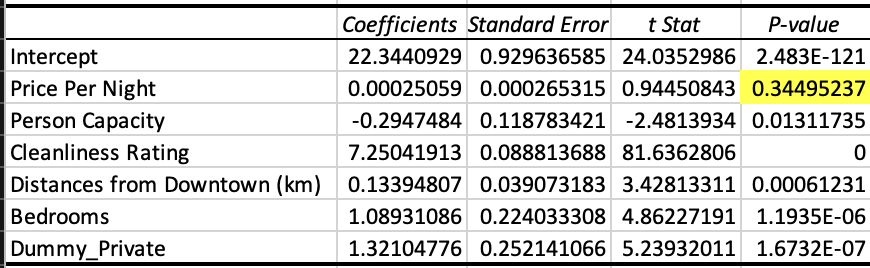 Coefficients Standard Error t Stat P-value
Intercept 22.3440929 0.929636585 24.0352986 2.483E-121
Price Per Night 0.00025059 0.000265315 0.94450843 0.34495237
Person Capacity -0.2947484 0.118783421 -2.4813934 0.01311735
Cleanliness Rating 7.25041913 0.088813688 81.6362806 0
Distances from Downtown (km) 0.13394807 0.039073183 3.42813311 0.00061231
Bedrooms 1.08931086 0.224033308 4.86227191 1.1935E-06
Dummy_Private 1.32104776 0.252141066 5.23932011 1.6732E-07